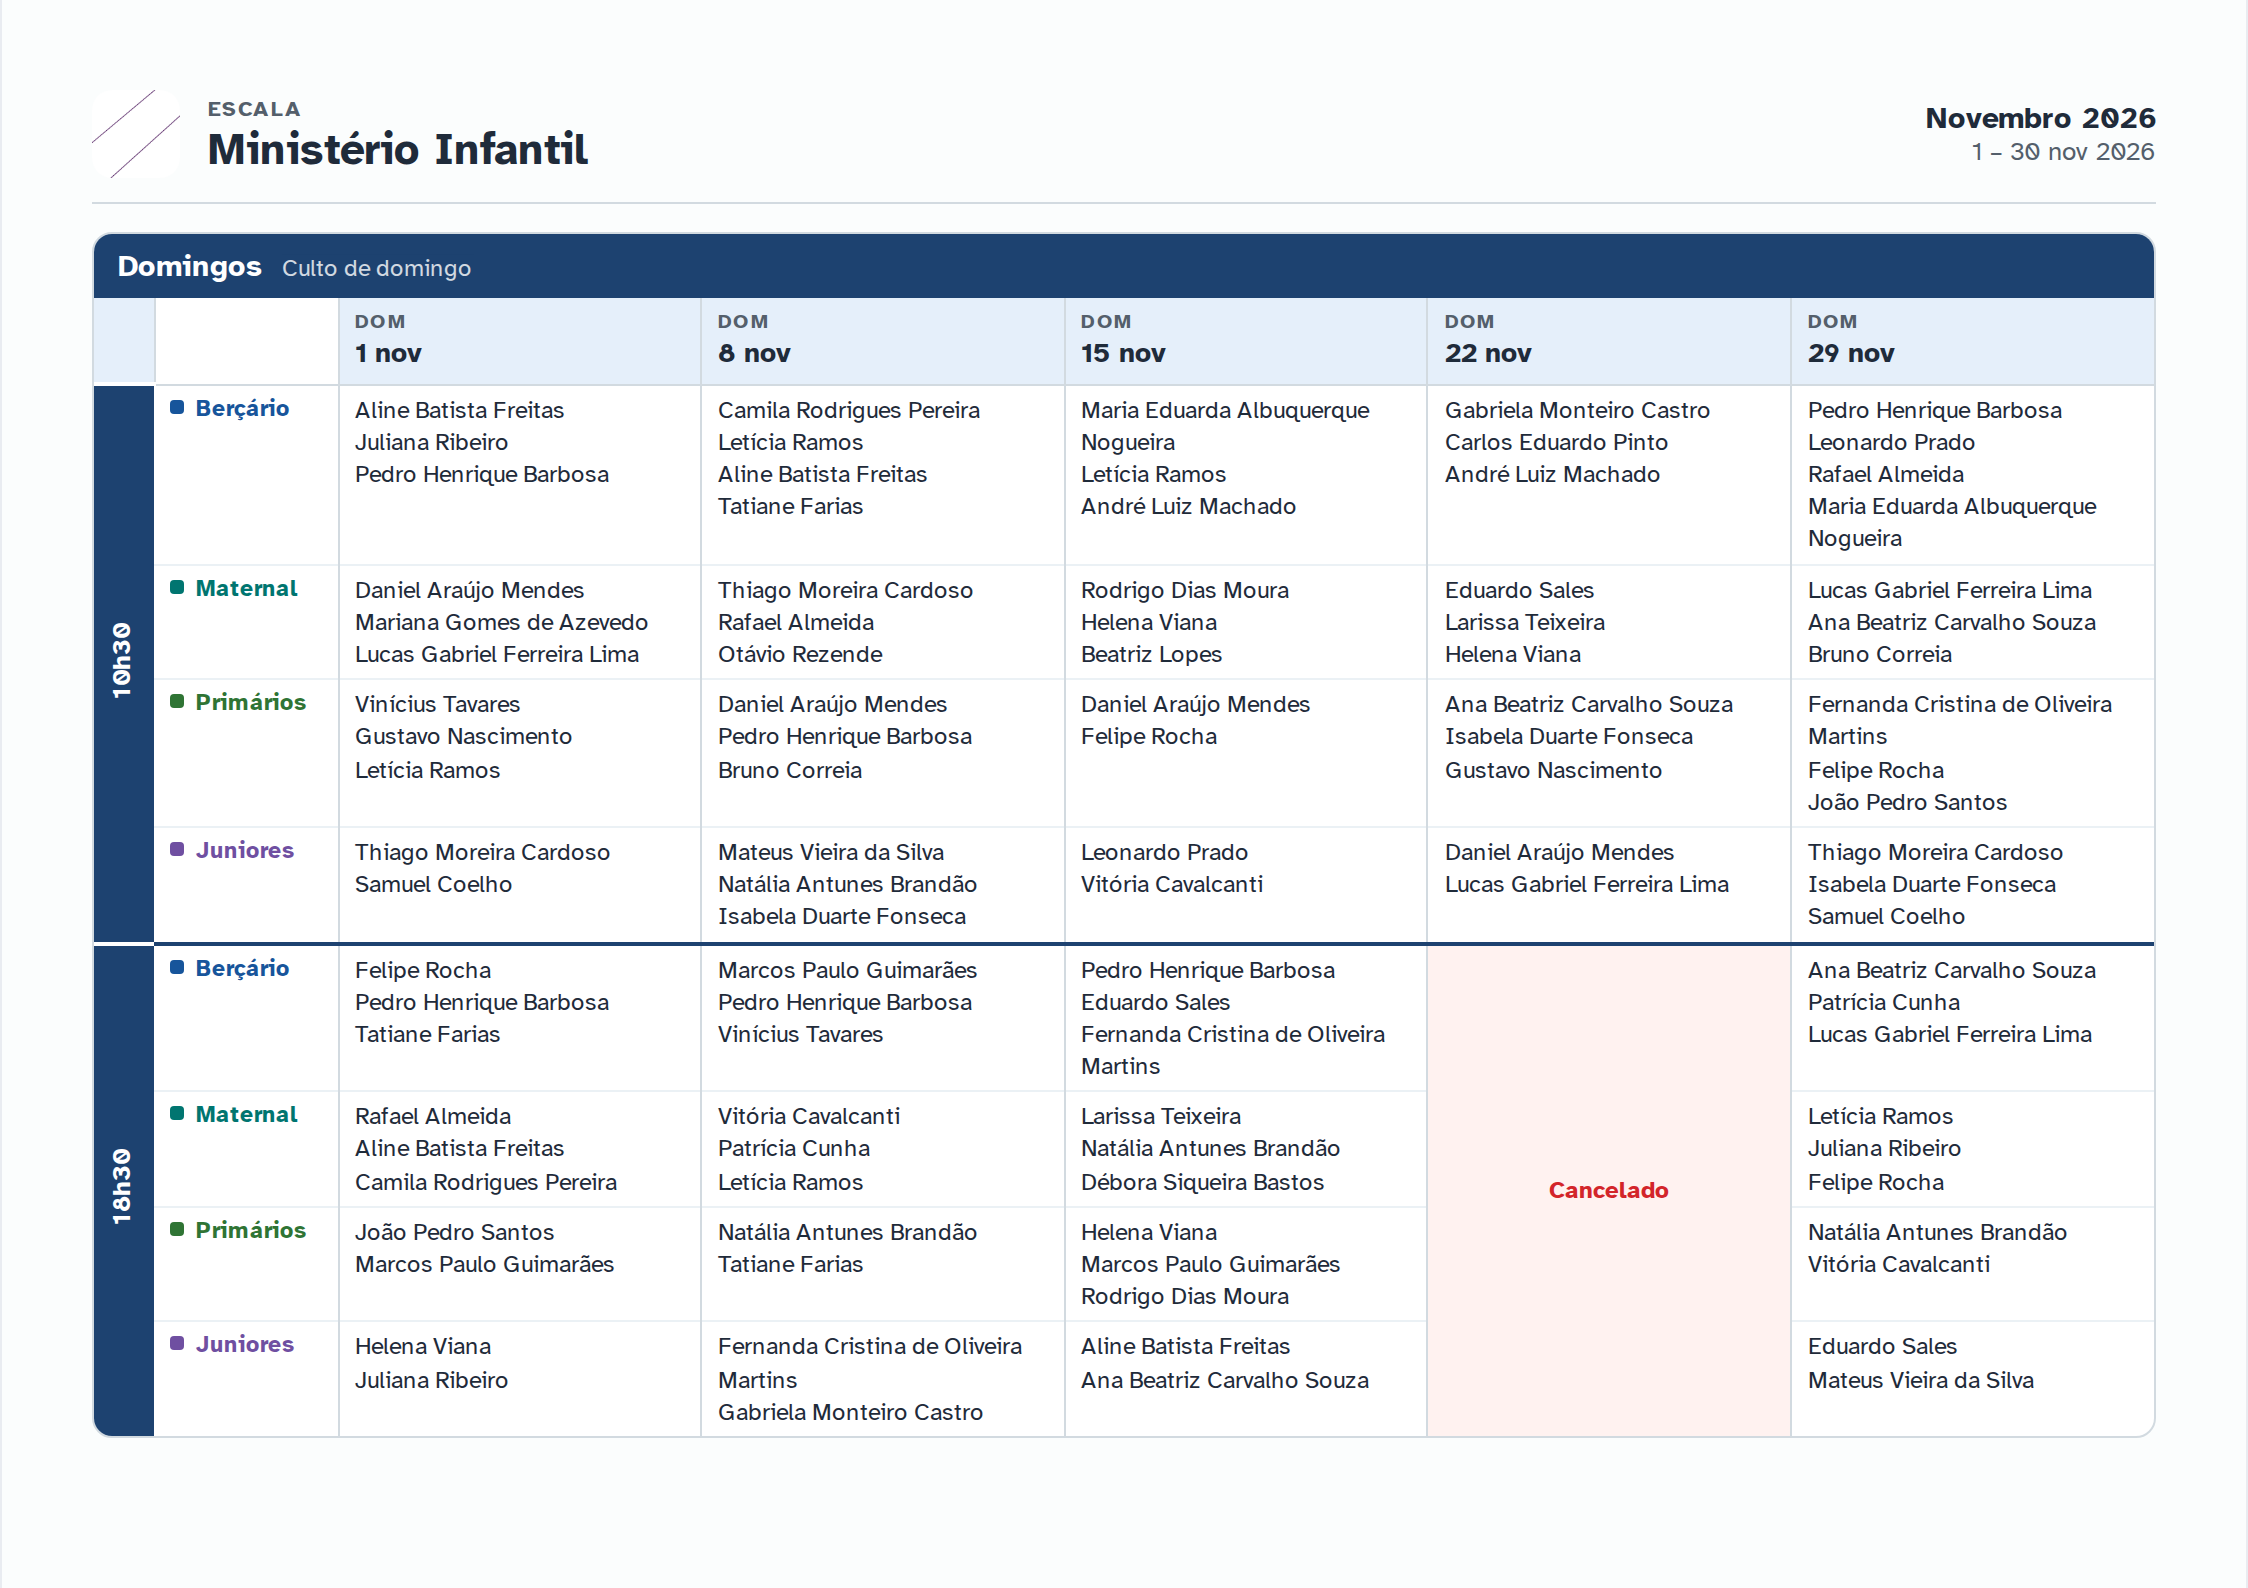 ESCALA
Ministério Infantil
Novembro 2026
1 – 30 nov 2026
Domingos Culto de domingo
DOM
1 nov
DOM
8 nov
DOM
15 nov
DOM
22 nov
DOM
29 nov
10h30
Berçário
Aline Batista Freitas
Juliana Ribeiro
Pedro Henrique Barbosa
Camila Rodrigues Pereira
Letícia Ramos
Aline Batista Freitas
Tatiane Farias
Maria Eduarda Albuquerque
Nogueira
Letícia Ramos
André Luiz Machado
Gabriela Monteiro Castro
Carlos Eduardo Pinto
André Luiz Machado
Pedro Henrique Barbosa
Leonardo Prado
Rafael Almeida
Maria Eduarda Albuquerque
Nogueira
Maternal
Daniel Araújo Mendes
Mariana Gomes de Azevedo
Lucas Gabriel Ferreira Lima
Thiago Moreira Cardoso
Rafael Almeida
Otávio Rezende
Rodrigo Dias Moura
Helena Viana
Beatriz Lopes
Eduardo Sales
Larissa Teixeira
Helena Viana
Lucas Gabriel Ferreira Lima
Ana Beatriz Carvalho Souza
Bruno Correia
Primários
Vinícius Tavares
Gustavo Nascimento
Letícia Ramos
Daniel Araújo Mendes
Pedro Henrique Barbosa
Bruno Correia
Daniel Araújo Mendes
Felipe Rocha
Ana Beatriz Carvalho Souza
Isabela Duarte Fonseca
Gustavo Nascimento
Fernanda Cristina de Oliveira
Martins
Felipe Rocha
João Pedro Santos
Juniores
Thiago Moreira Cardoso
Samuel Coelho
Mateus Vieira da Silva
Natália Antunes Brandão
Isabela Duarte Fonseca
Leonardo Prado
Vitória Cavalcanti
Daniel Araújo Mendes
Lucas Gabriel Ferreira Lima
Thiago Moreira Cardoso
Isabela Duarte Fonseca
Samuel Coelho
18h30
Berçário
Felipe Rocha
Pedro Henrique Barbosa
Tatiane Farias
Marcos Paulo Guimarães
Pedro Henrique Barbosa
Vinícius Tavares
Pedro Henrique Barbosa
Eduardo Sales
Fernanda Cristina de Oliveira
Martins
Cancelado
Ana Beatriz Carvalho Souza
Patrícia Cunha
Lucas Gabriel Ferreira Lima
Maternal
Rafael Almeida
Aline Batista Freitas
Camila Rodrigues Pereira
Vitória Cavalcanti
Patrícia Cunha
Letícia Ramos
Larissa Teixeira
Natália Antunes Brandão
Débora Siqueira Bastos
Letícia Ramos
Juliana Ribeiro
Felipe Rocha
Primários
João Pedro Santos
Marcos Paulo Guimarães
Natália Antunes Brandão
Tatiane Farias
Helena Viana
Marcos Paulo Guimarães
Rodrigo Dias Moura
Natália Antunes Brandão
Vitória Cavalcanti
Juniores
Helena Viana
Juliana Ribeiro
Fernanda Cristina de Oliveira
Martins
Gabriela Monteiro Castro
Aline Batista Freitas
Ana Beatriz Carvalho Souza
Eduardo Sales
Mateus Vieira da Silva